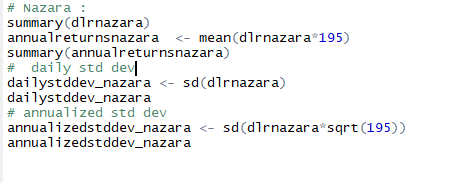 # Nazara :
summary(dlrnazara)
annualreturnsnazara  <- mean(dlrnazara*195)
summary(annualreturnsnazara)
#  daily std dev
dailystddev_nazara <- sd(dlrnazara)
dailystddev_nazara
# annualized std dev
annualizedstddev_nazara <- sd(dlrnazara*sqrt(195))
annualizedstddev_nazara